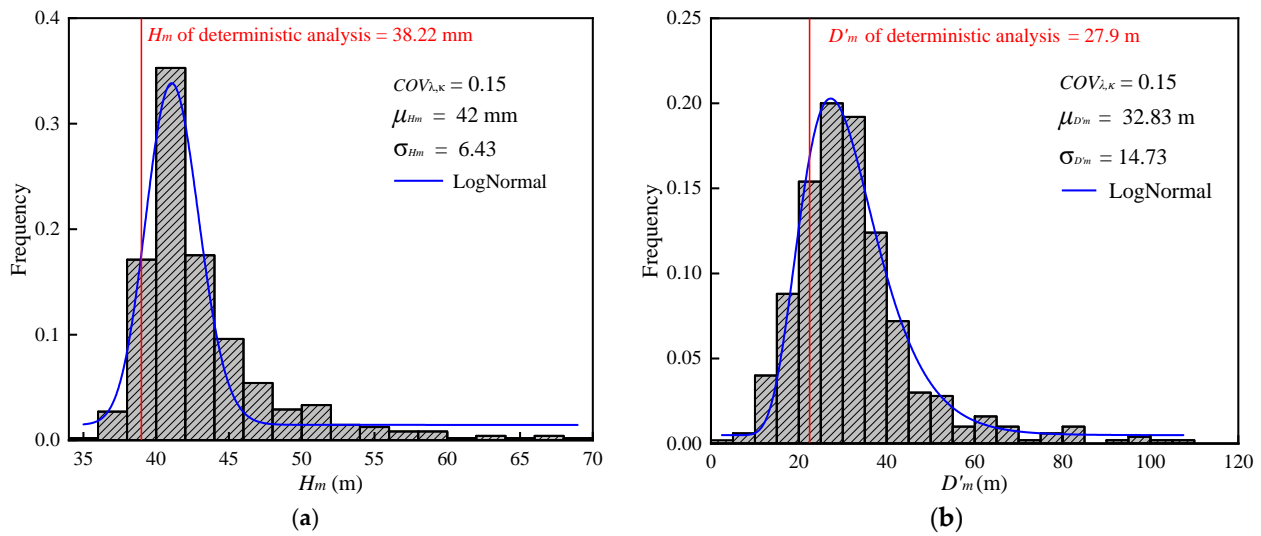 Hm of deterministic analysis = 38.22 mm
COVλ,κ = 0.15
μHm = 42 mm
σHm = 6.43
LogNormal
Frequency
0.4
0.3
0.2
0.1
0.0
35 40 45 50 55 60 65 70
Hm (m)
(a)
D'm of deterministic analysis = 27.9 m
COVλ,κ = 0.15
μD'm = 32.83 m
σD'm = 14.73
LogNormal
Frequency
0.25
0.20
0.15
0.10
0.05
0.00
0 20 40 60 80 100 120
D'm (m)
(b)